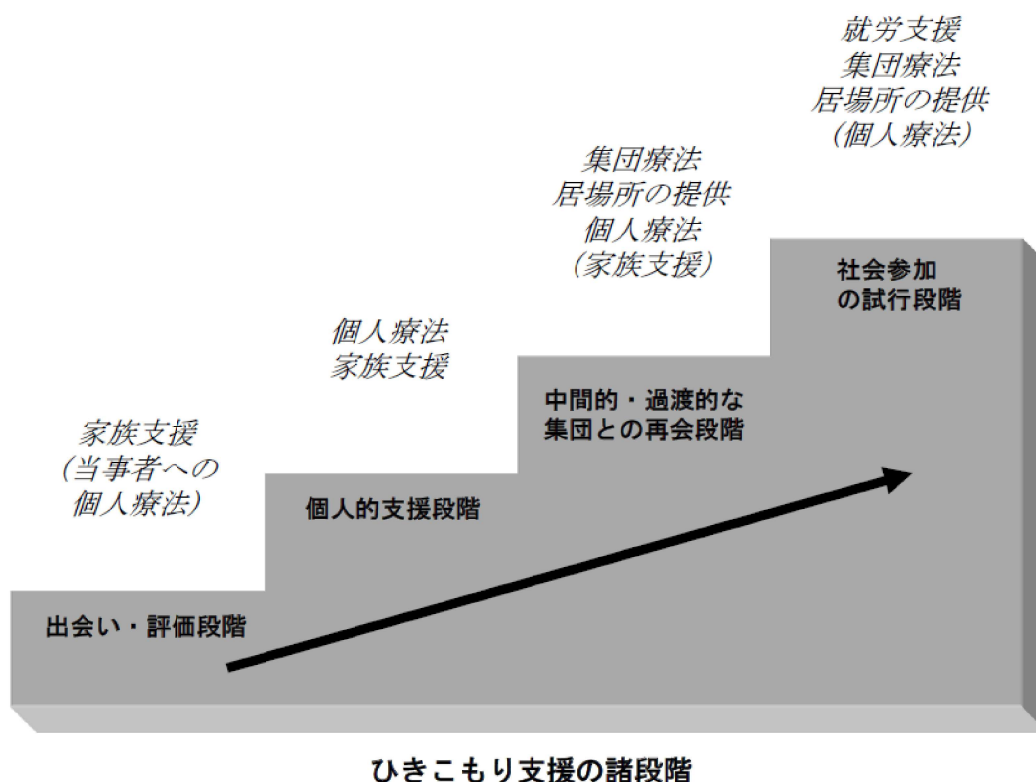 就労支援
集団療法
居場所の提供
(個人療法)
集団療法
居場所の提供
個人療法
(家族支援)
社会参加
の試行段階
個人療法
家族支援
中間的・過渡的な
集団との再会段階
家族支援
(当事者への
個人療法)
個人的支援段階
出会い・評価段階
ひきこもり支援の諸段階